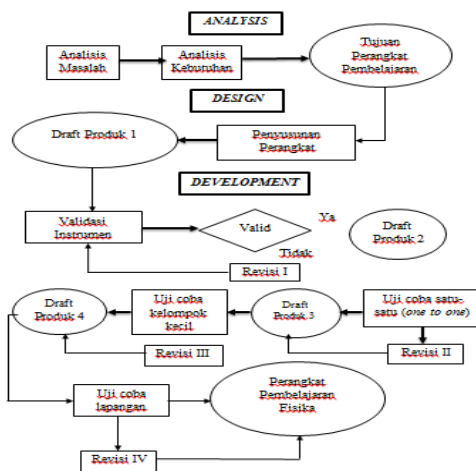 ANALYSIS
Analisis
Masalah
Analisis
Kebutuhan
Tujuan
Perangkat
Pembelajaran
DESIGN
Draft Produk 1
Penyusunan
Perangkat
DEVELOPMENT
Validasi
Instrumen
Valid
Ya
Tidak
Draft
Produk 2
Revisi I
Draft
Produk 4
Uji coba
kelompok
kecil
Draft
Produk 3
Uji coba satu-
satu (one to one)
Revisi III
Revisi II
Uji coba
lapangan
Perangkat
Pembelajaran
Fisika
Revisi IV